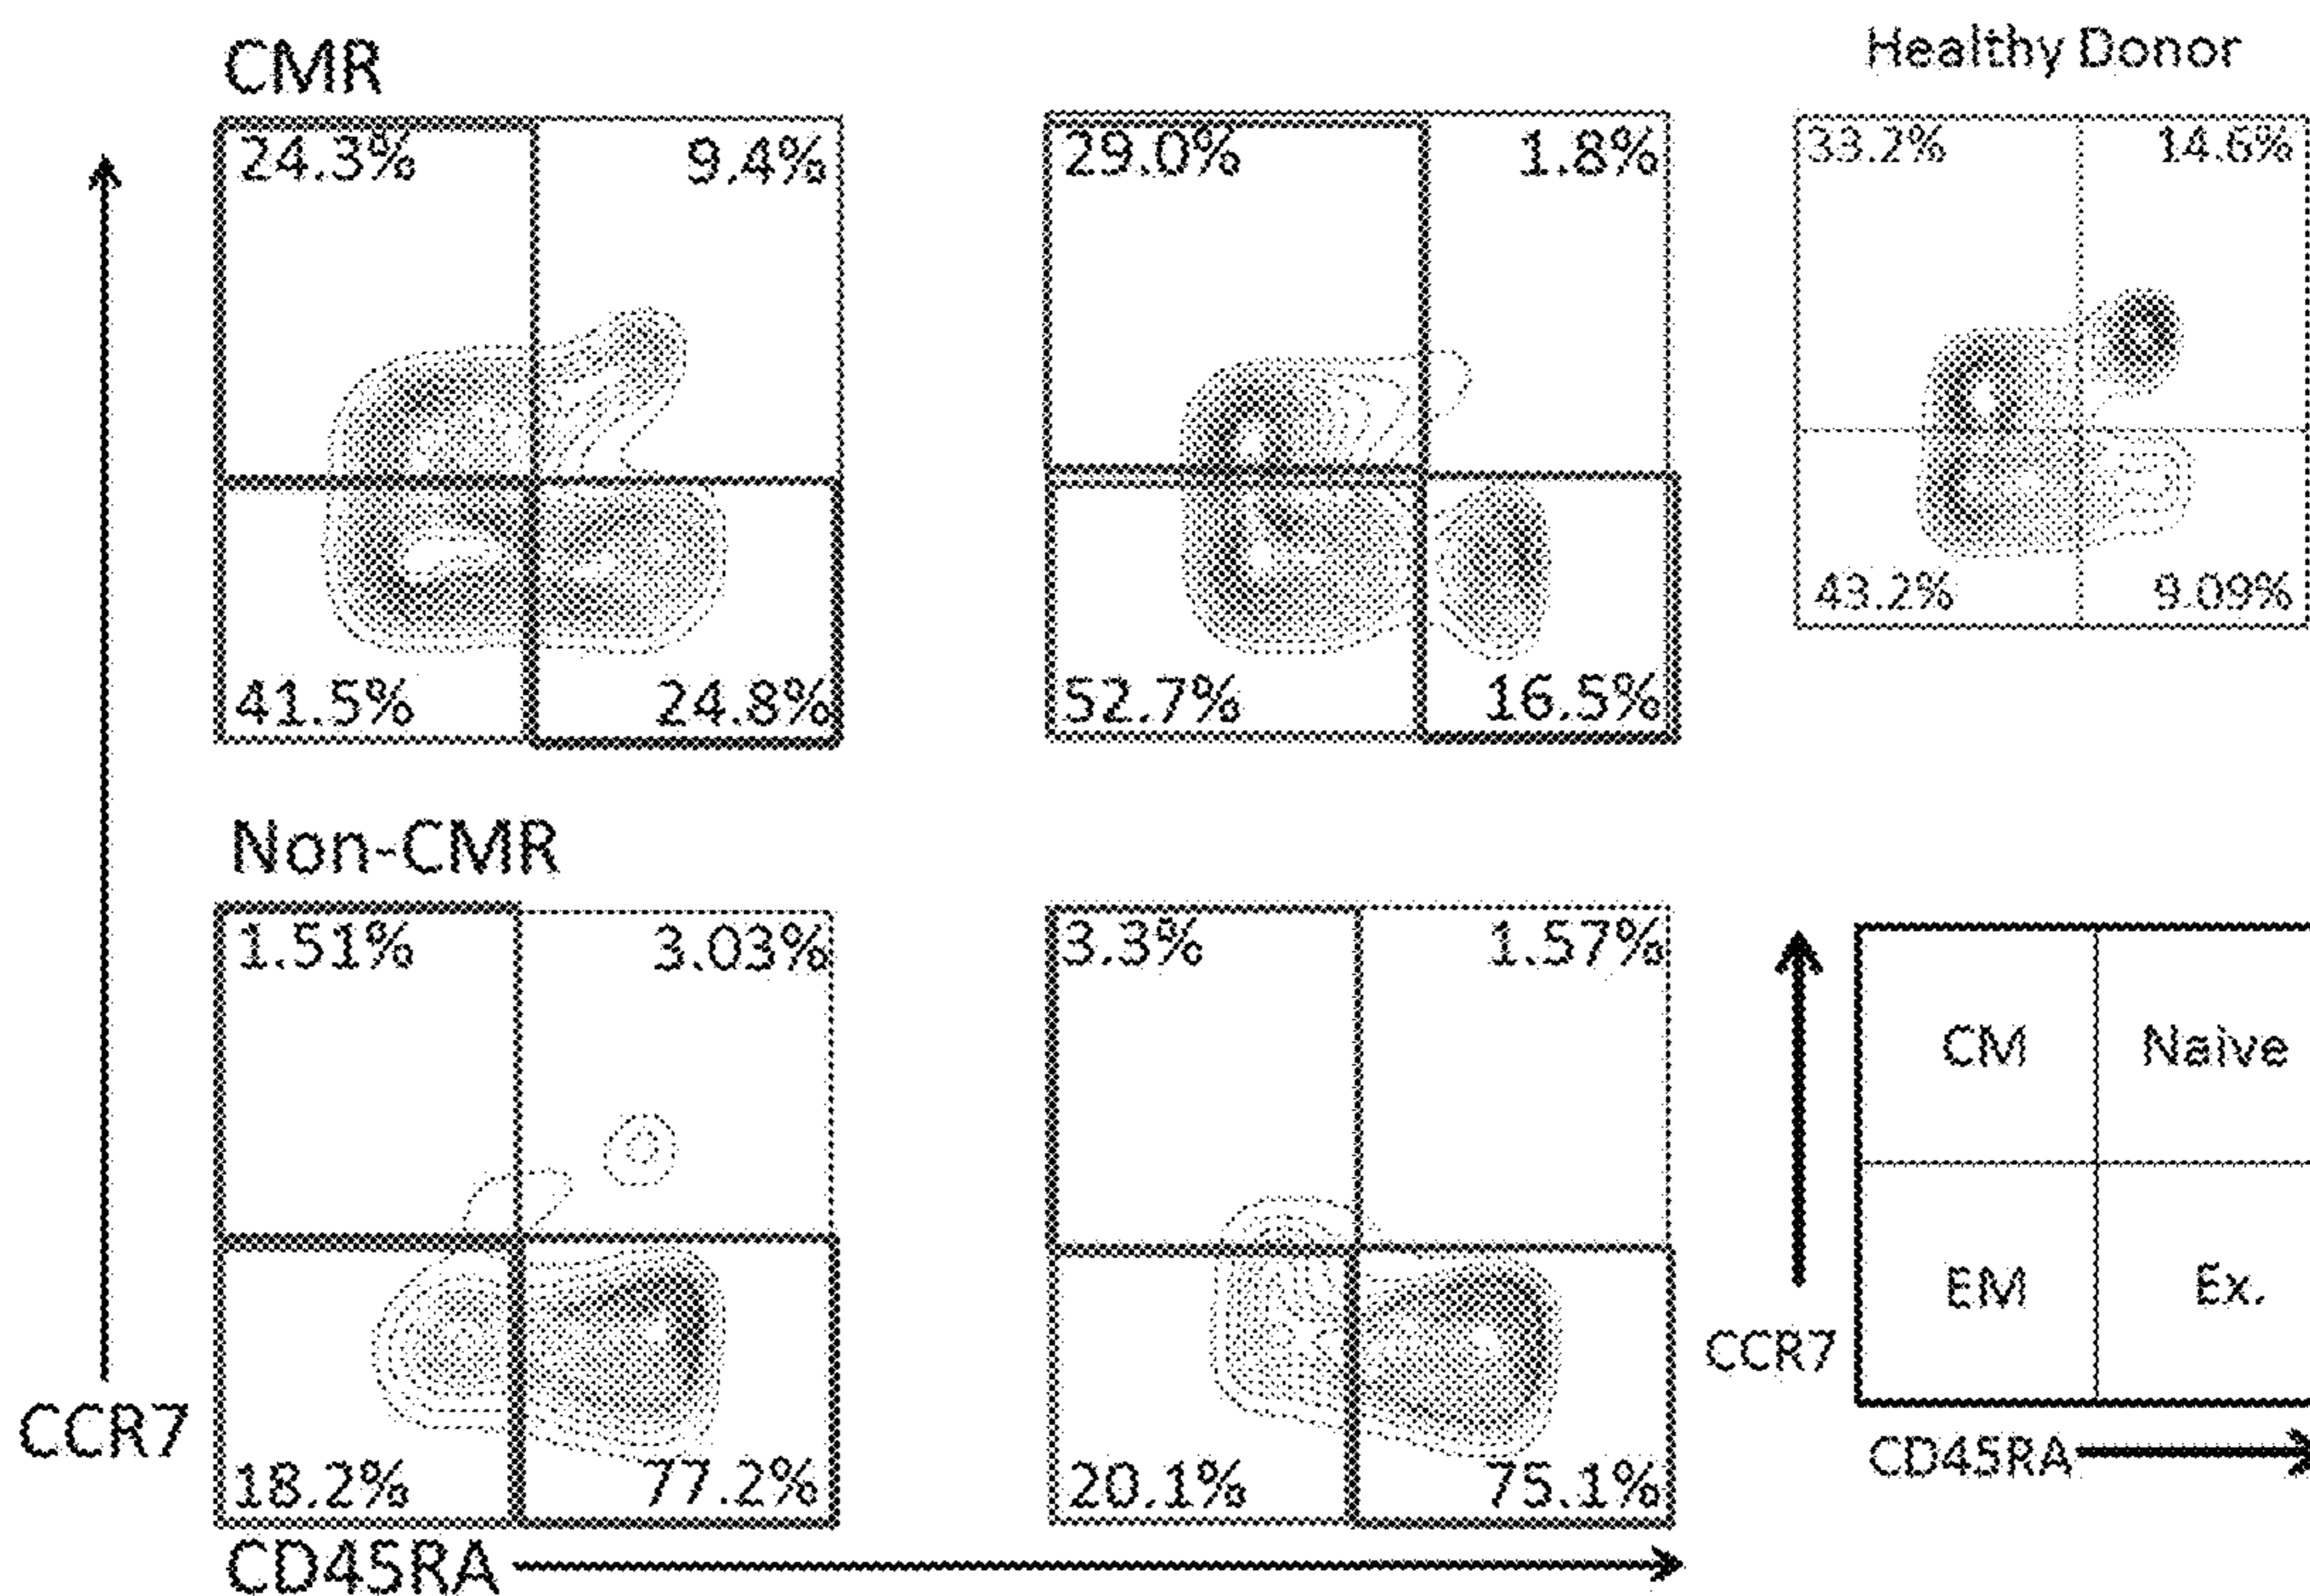 CMR
Healthy Donor
24.3% 9.4%
29.0% 1.8%
33.2% 14.6%
43.2% 9.09%
41.5% 24.8%
52.7% 16.5%
Non-CMR
1.51% 3.03%
3.3% 1.57%
CM Naive
EM Ex.
CCR7
CCR7
CD45RA
18.2% 77.2%
20.1% 75.1%
CD45RA